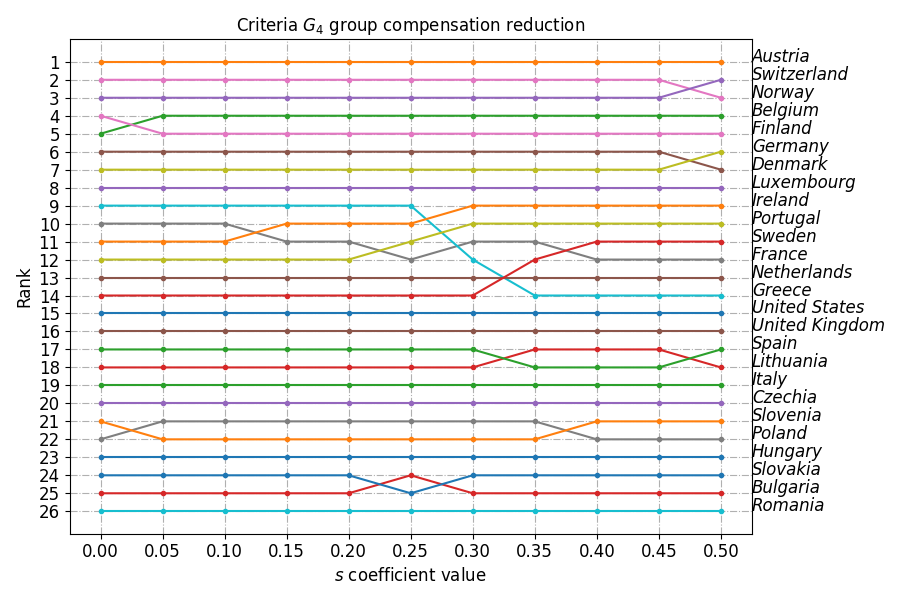 Criteria G4 group compensation reduction
Rank
1
2
3
4
5
6
7
8
9
10
11
12
13
14
15
16
17
18
19
20
21
22
23
24
25
26
Austria
Switzerland
Norway
Belgium
Finland
Germany
Denmark
Luxembourg
Ireland
Portugal
Sweden
France
Netherlands
Greece
United States
United Kingdom
Spain
Lithuania
Italy
Czechia
Slovenia
Poland
Hungary
Slovakia
Bulgaria
Romania
0.00 0.05 0.10 0.15 0.20 0.25 0.30 0.35 0.40 0.45 0.50
s coefficient value